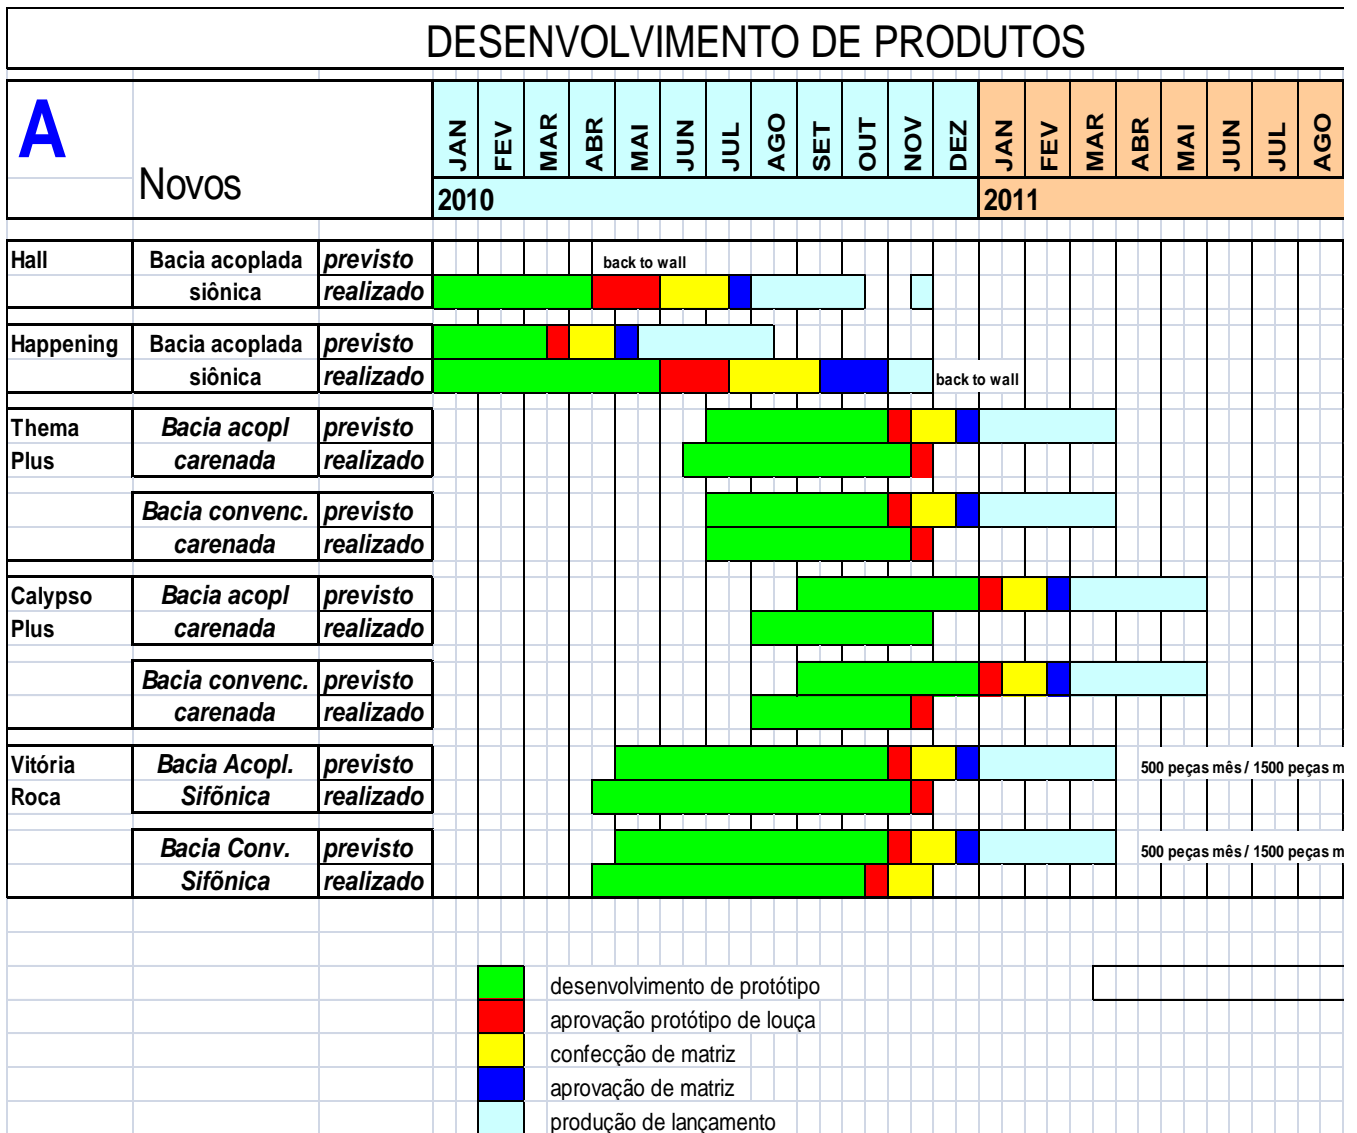 DESENVOLVIMENTO DE PRODUTOS
A
Novos
JAN FEV MAR ABR MAI JUN JUL AGO SET OUT NOV DEZ JAN FEV MAR ABR MAI JUN JUL AGO
2010 2011
Hall Bacia acoplada previsto back to wall
siônica realizado
Happening Bacia acoplada previsto
siônica realizado back to wall
Thema Bacia acopl previsto
Plus carenada realizado
Bacia convenc. previsto
carenada realizado
Calypso Bacia acopl previsto
Plus carenada realizado
Bacia convenc. previsto
carenada realizado
Vitória Bacia Acopl. previsto 500 peças mês / 1500 peças m
Roca Sifõnica realizado
Bacia Conv. previsto 500 peças mês / 1500 peças m
Sifõnica realizado
desenvolvimento de protótipo
aprovação protótipo de louça
confecção de matriz
aprovação de matriz
produção de lançamento